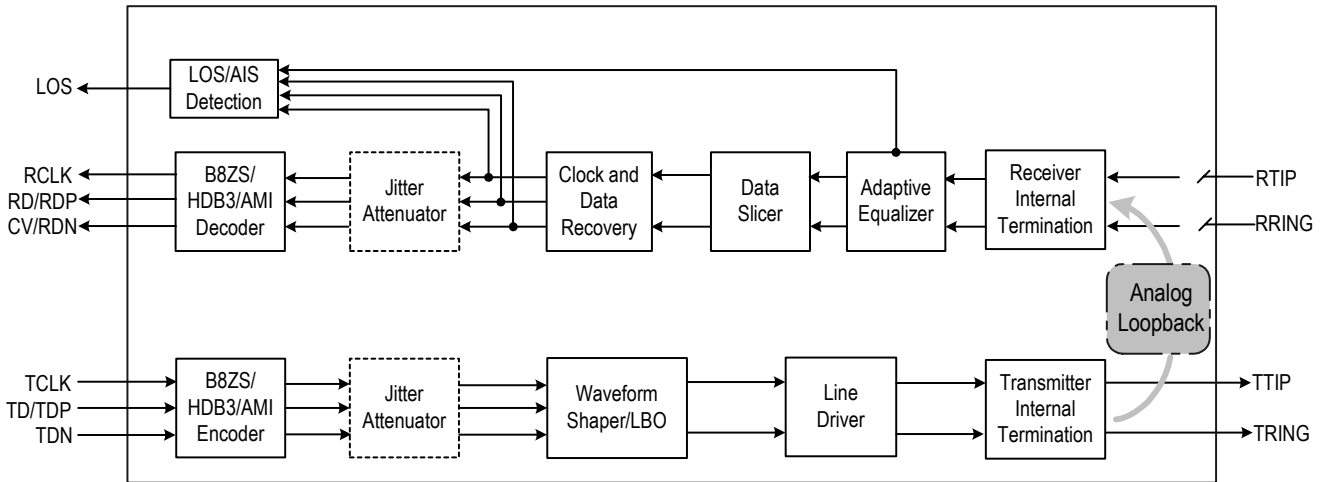 LOS
LOS/AIS
Detection
RCLK
RD/RDP
CV/RDN
B8ZS/
HDB3/AMI
Decoder
Jitter
Attenuator
Clock and
Data
Recovery
Data
Slicer
Adaptive
Equalizer
Receiver
Internal
Termination
RTIP
RRING
Analog
Loopback
TCLK
TD/TDP
TDN
B8ZS/
HDB3/AMI
Encoder
Jitter
Attenuator
Waveform
Shaper/LBO
Line
Driver
Transmitter
Internal
Termination
TTIP
TRING